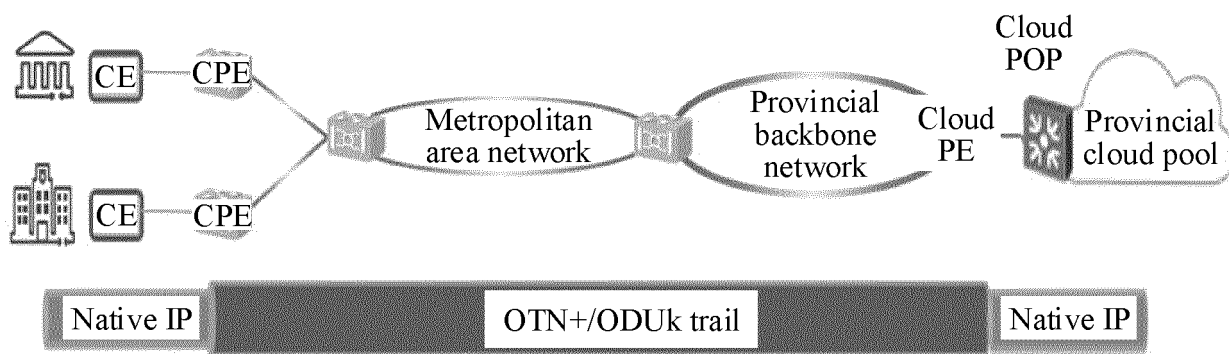 Cloud
POP
CE
CPE
Metropolitan
area network
Provincial
backbone
network
Cloud
PE
Provincial
cloud pool
CE
CPE
Native IP
OTN+/ODUk trail
Native IP